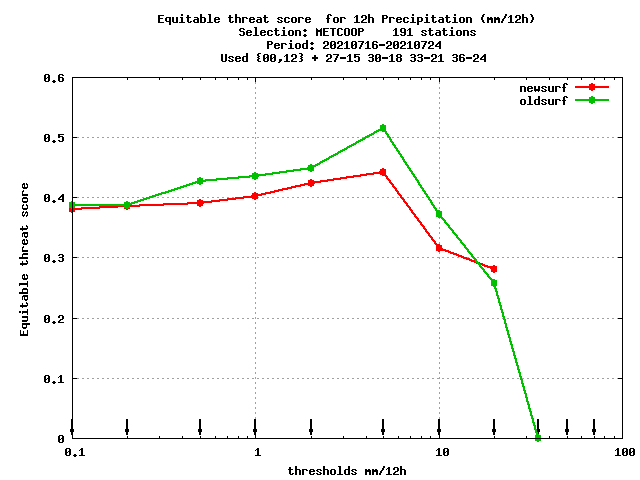 Equitable threat score  for 12h Precipitation (mm/12h)
Selection: METCOOP    191 stations
Period: 20210716-20210724
Used {00,12} + 27-15 30-18 33-21 36-24
newsurf
oldsurf
0.6
0.5
0.4
0.3
0.2
0.1
0
Equitable threat score
0.1 1 10 100
thresholds mm/12h